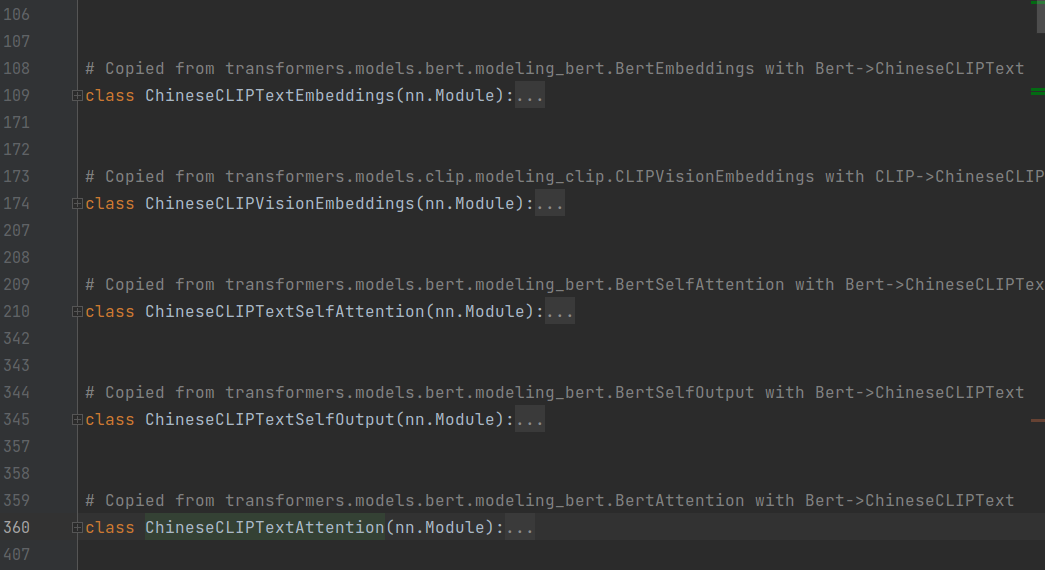 106
107
108 # Copied from transformers.models.bert.modeling_bert.BertEmbeddings with Bert->ChineseCLIPText
109 class ChineseCLIPTextEmbeddings(nn.Module):...
171
172
173 # Copied from transformers.models.clip.modeling_clip.CLIPVisionEmbeddings with CLIP->ChineseCLIP
174 class ChineseCLIPVisionEmbeddings(nn.Module):...
207
208
209 # Copied from transformers.models.bert.modeling_bert.BertSelfAttention with Bert->ChineseCLIPTex
210 class ChineseCLIPTextSelfAttention(nn.Module):...
342
343
344 # Copied from transformers.models.bert.modeling_bert.BertSelfOutput with Bert->ChineseCLIPText
345 class ChineseCLIPTextSelfOutput(nn.Module):...
357
358
359 # Copied from transformers.models.bert.modeling_bert.BertAttention with Bert->ChineseCLIPText
360 class ChineseCLIPTextAttention(nn.Module):...
407